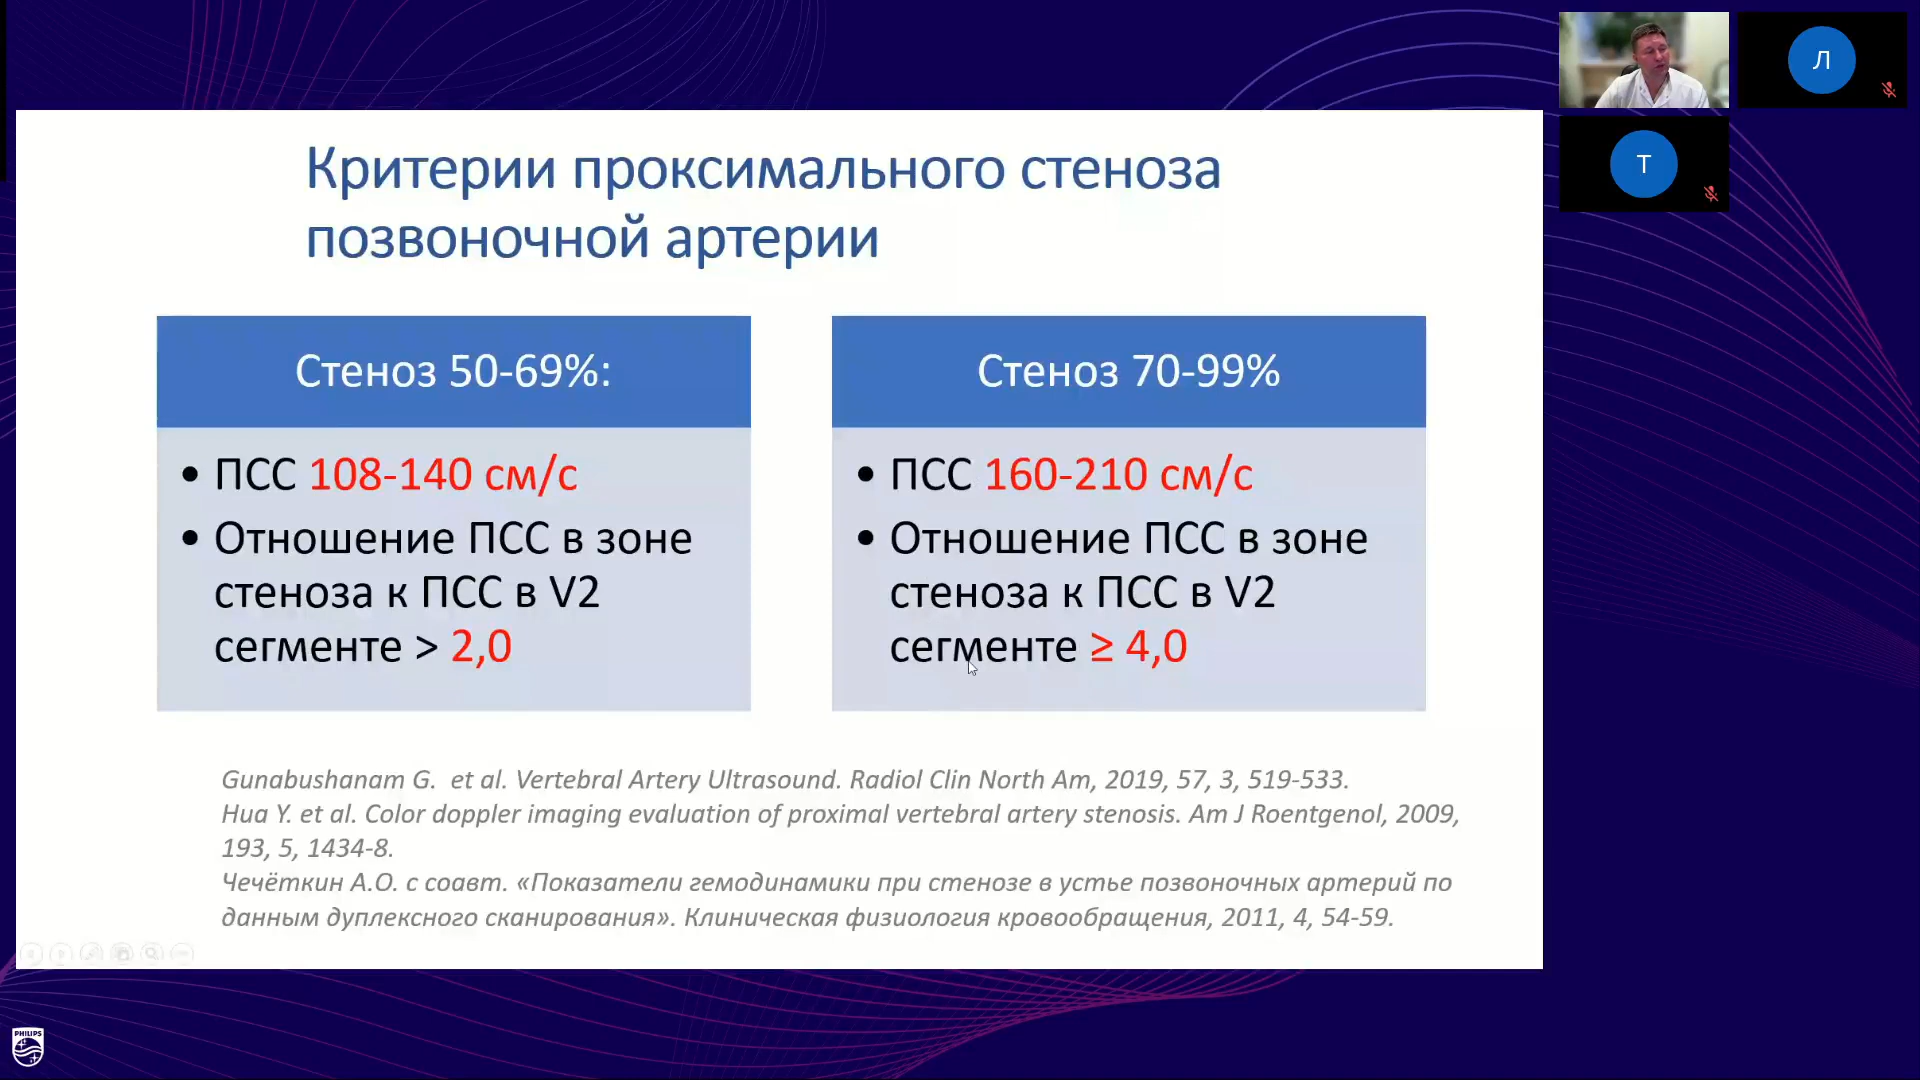 Л
Т
Критерии проксимального стеноза
позвоночной артерии
Стеноз 50-69%:
• ПСС 108-140 см/с
• Отношение ПСС в зоне
стеноза к ПСС в V2
сегменте > 2,0
Стеноз 70-99%
• ПСС 160-210 см/с
• Отношение ПСС в зоне
стеноза к ПСС в V2
сегменте ≥ 4,0
Gunabushanam G. et al. Vertebral Artery Ultrasound. Radiol Clin North Am, 2019, 57, 3, 519-533.
Hua Y. et al. Color doppler imaging evaluation of proximal vertebral artery stenosis. Am J Roentgenol, 2009,
193, 5, 1434-8.
Чечёткин А.О. с соавт. «Показатели гемодинамики при стенозе в устье позвоночных артерий по
данным дуплексного сканирования». Клиническая физиология кровообращения, 2011, 4, 54-59.
PHILIPS